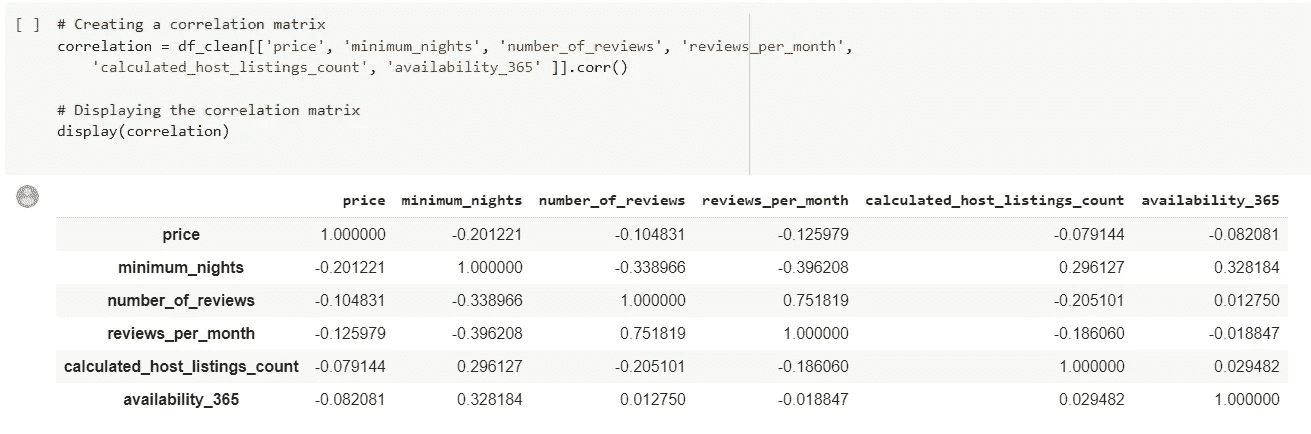 [ ] # Creating a correlation matrix
correlation = df_clean[['price', 'minimum_nights', 'number_of_reviews', 'reviews_per_month',
'calculated_host_listings_count', 'availability_365' ]].corr()
# Displaying the correlation matrix
display(correlation)
price minimum_nights number_of_reviews reviews_per_month calculated_host_listings_count availability_365
price 1.000000 -0.201221 -0.104831 -0.125979 -0.079144 -0.082081
minimum_nights -0.201221 1.000000 -0.338966 -0.396208 0.296127 0.328184
number_of_reviews -0.104831 -0.338966 1.000000 0.751819 -0.205101 0.012750
reviews_per_month -0.125979 -0.396208 0.751819 1.000000 -0.186060 -0.018847
calculated_host_listings_count -0.079144 0.296127 -0.205101 -0.186060 1.000000 0.029482
availability_365 -0.082081 0.328184 0.012750 -0.018847 0.029482 1.000000